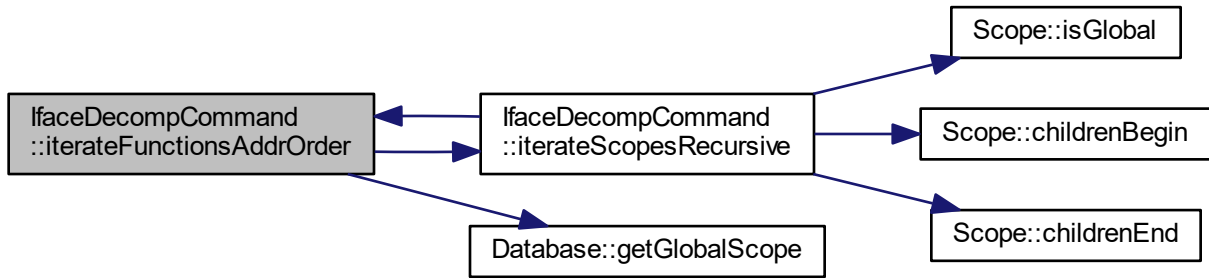 IfaceDecompCommand
::iterateFunctionsAddrOrder
IfaceDecompCommand
::iterateScopesRecursive
Scope::isGlobal
Scope::childrenBegin
Scope::childrenEnd
Database::getGlobalScope